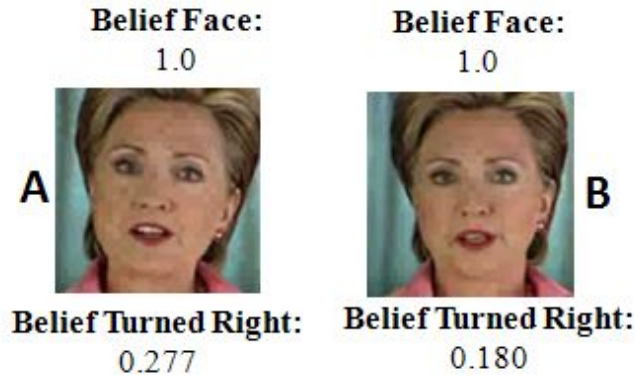 Belief Face:
1.0
A
Belief Turned Right:
0.277
Belief Face:
1.0
B
Belief Turned Right:
0.180